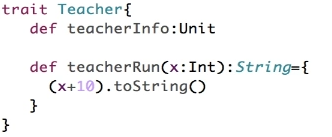 trait Teacher{
def teacherInfo:Unit
def teacherRun(x:Int):String={
(x+10).toString()
}
}